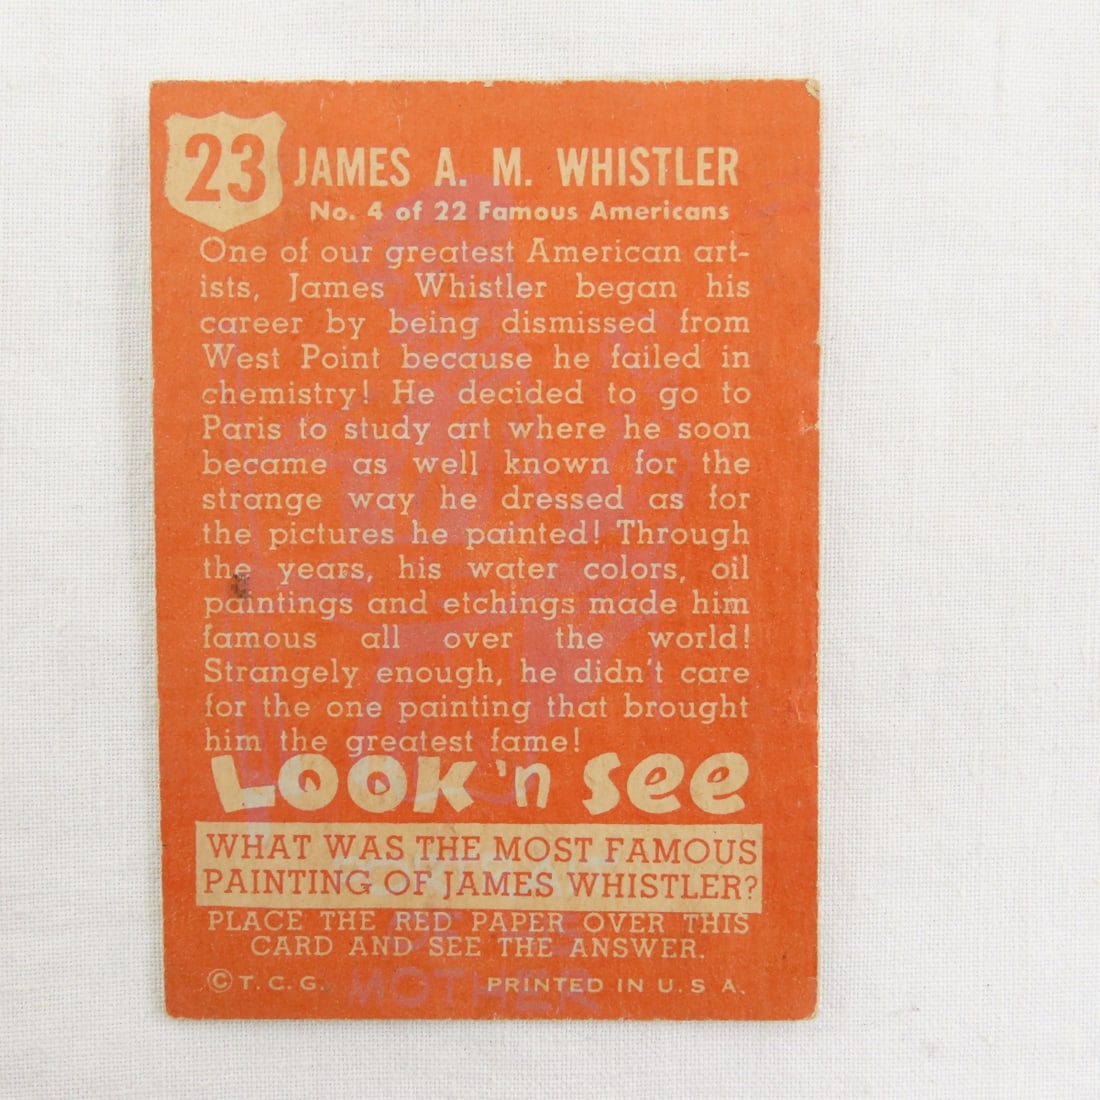 23
JAMES A. M. WHISTLER
No. 4 of 22 Famous Americans
One of our greatest American art-
ists, James Whistler began his
career by being dismissed from
West Point because he failed in
chemistry! He decided to go to
Paris to study art where he soon
became as well known for the
strange way he dressed as for
the pictures he painted! Through
the years, his water colors, oil
paintings and etchings made him
famous all over the world!
Strangely enough, he didn't care
for the one painting that brought
him the greatest fame!
LOOK 'n SEE
WHAT WAS THE MOST FAMOUS
PAINTING OF JAMES WHISTLER?
PLACE THE RED PAPER OVER THIS
CARD AND SEE THE ANSWER.
MOTHER
© T. C. G. PRINTED IN U. S A.